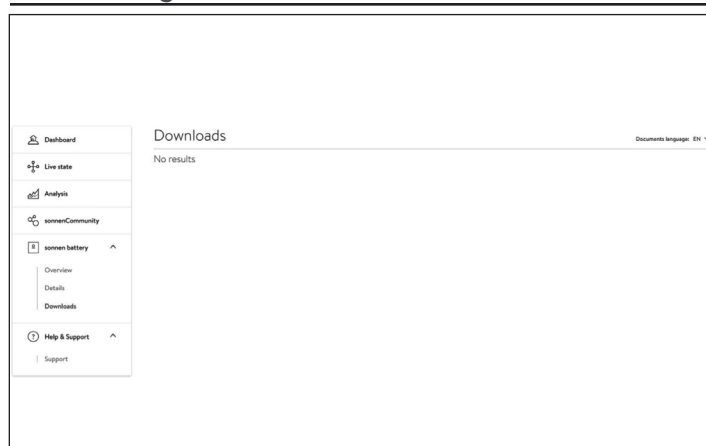 Dashboard
Live state
Analysis
sonnenCommunity
sonnen battery
Overview
Details
Downloads
Help & Support
Support
Downloads
Documents language: EN
No results